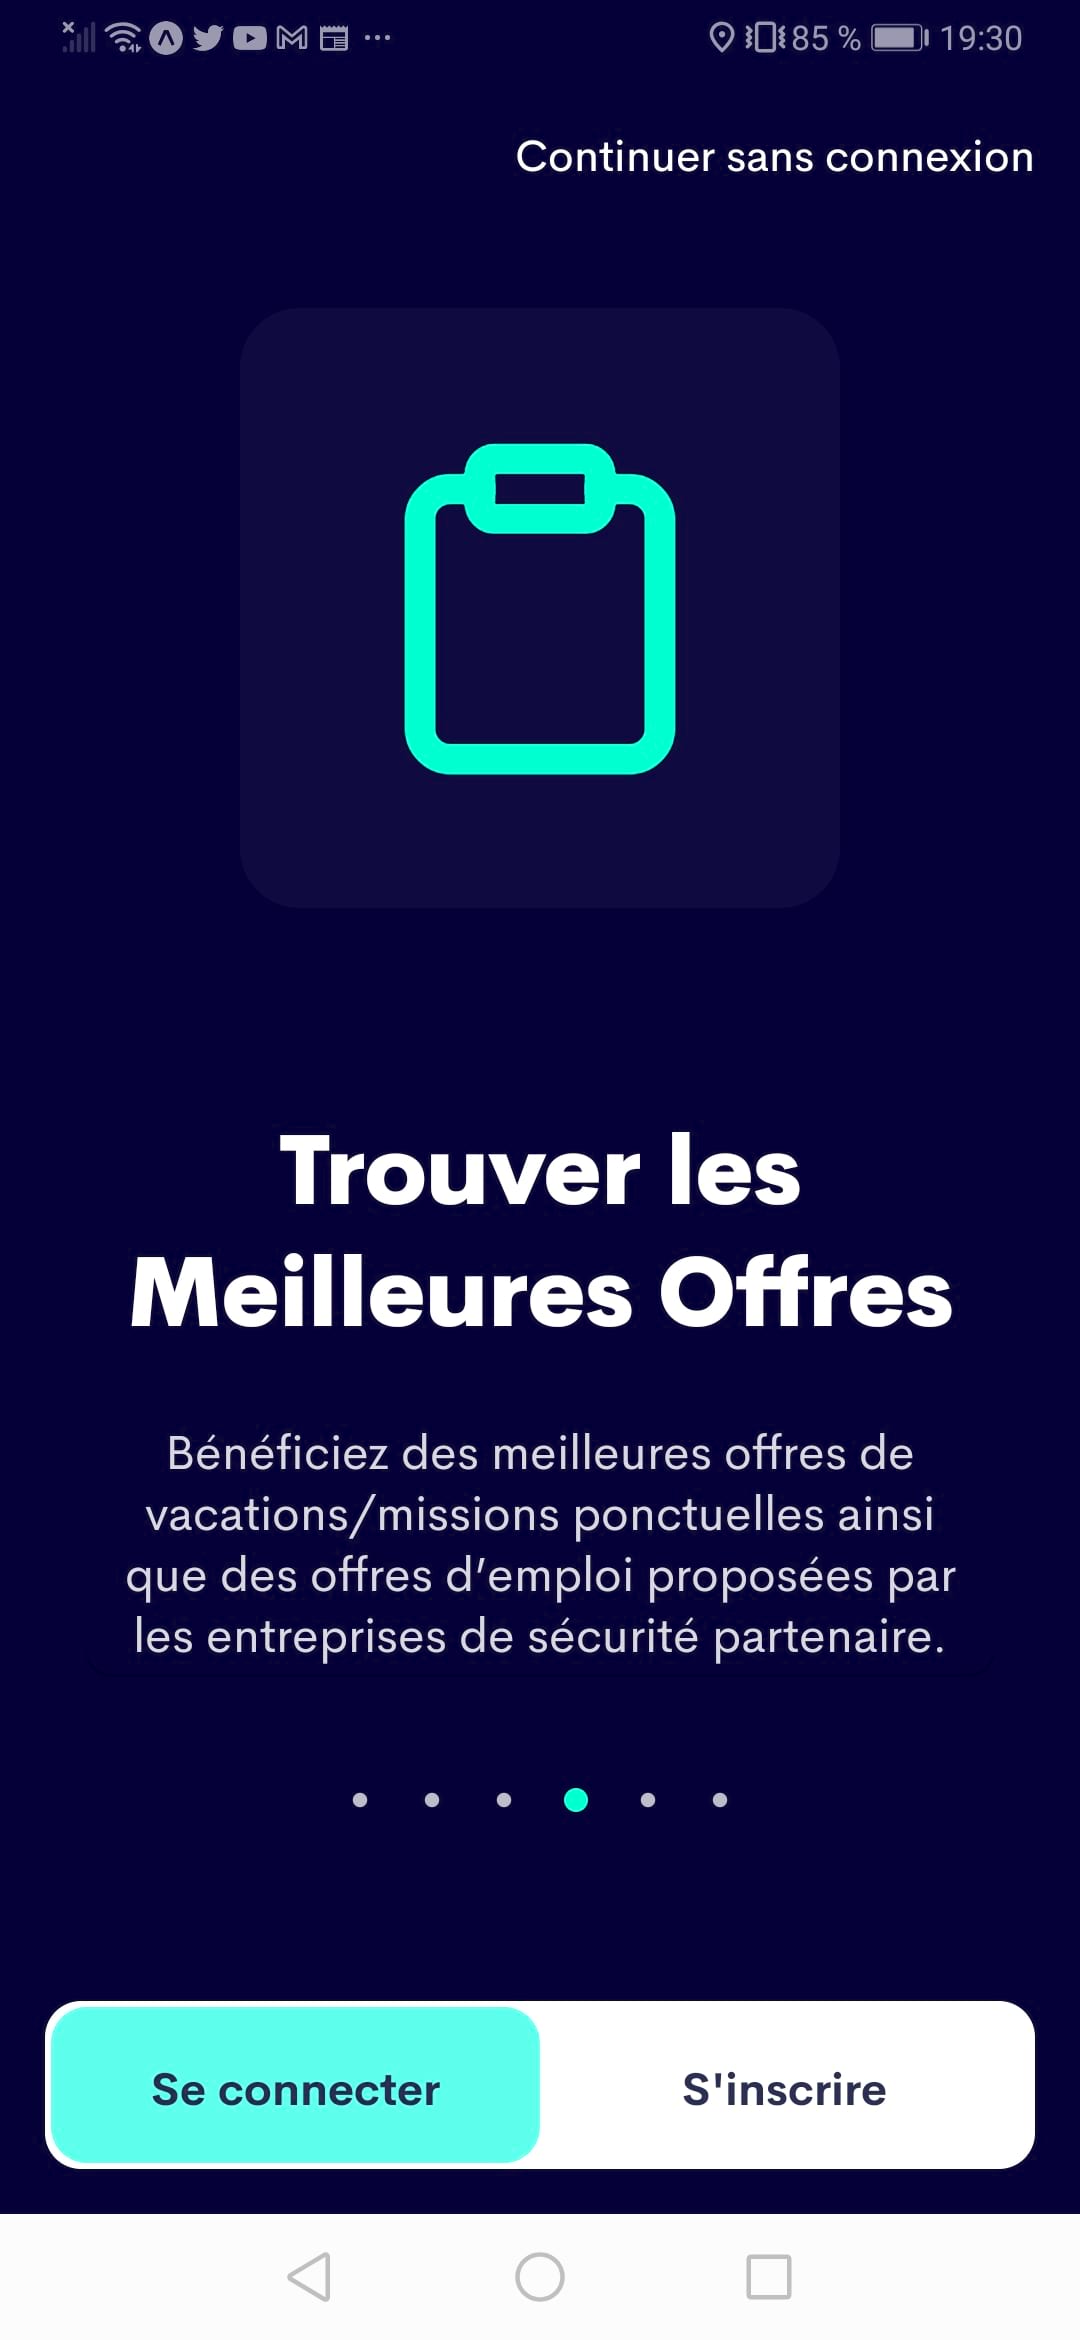 85 % 19:30
Continuer sans connexion
Trouver les
Meilleures Offres
Bénéficiez des meilleures offres de
vacations/missions ponctuelles ainsi
que des offres d’emploi proposées par
les entreprises de sécurité partenaire.
Se connecter
S'inscrire